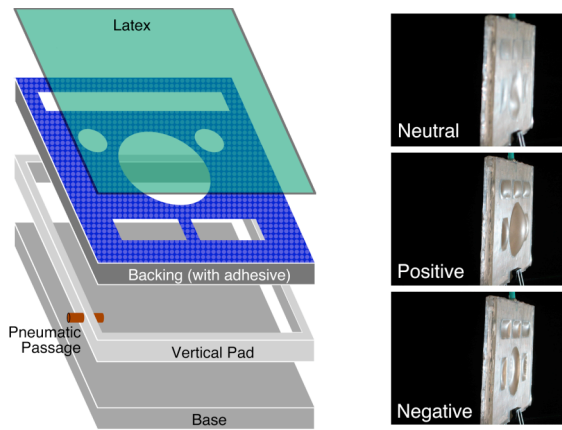 Latex
Backing (with adhesive)
Pneumatic
Passage
Vertical Pad
Base
Neutral
Positive
Negative